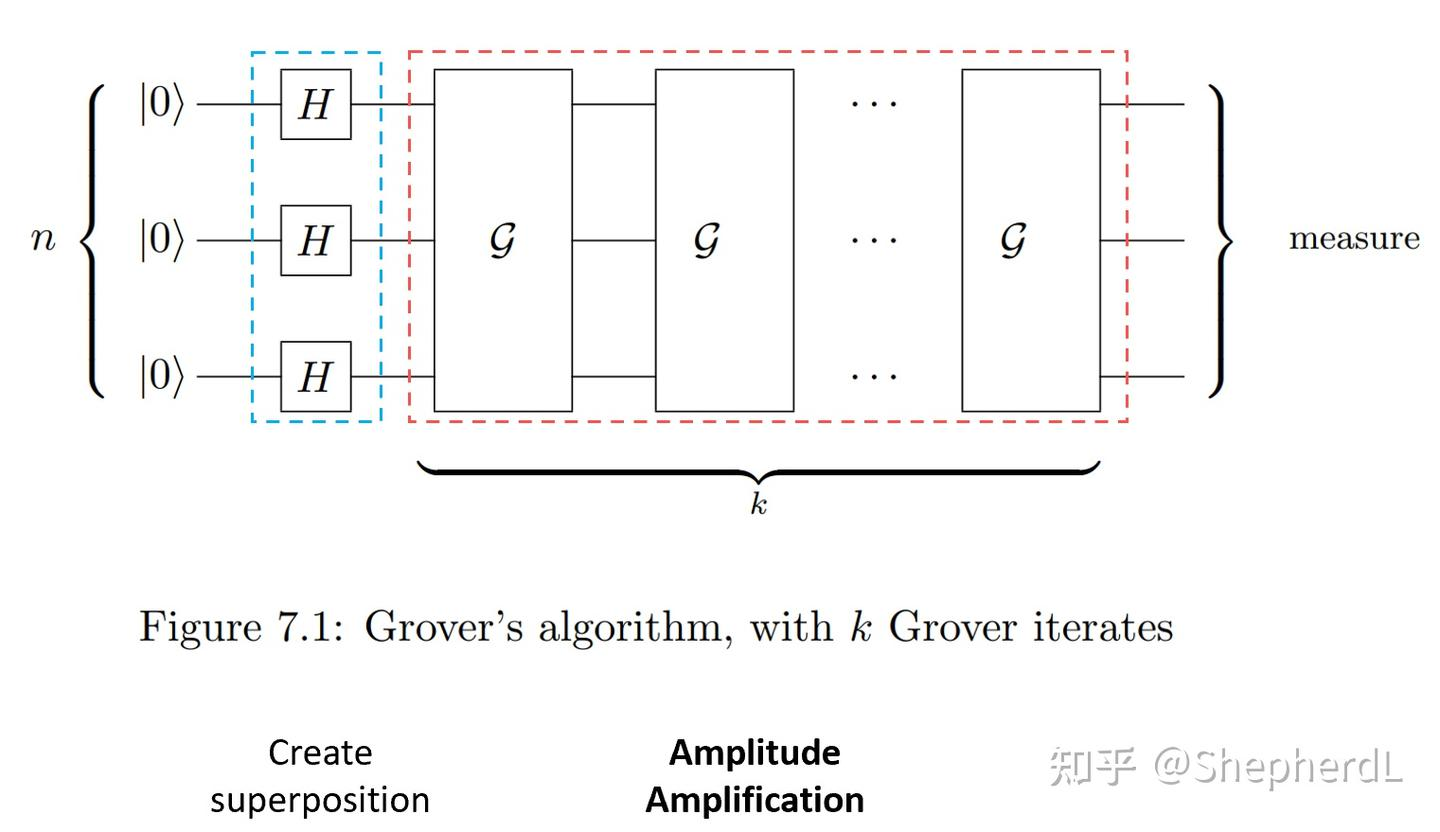 |0⟩ H 𝒢 𝒢 ··· 𝒢
n |0⟩ H ··· measure
|0⟩ H ···
k
Figure 7.1: Grover's algorithm, with k Grover iterates
Create
superposition
Amplitude
Amplification
知乎 @ShepherdL